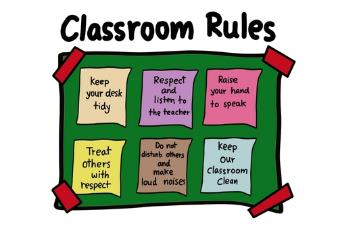 Classroom Rules
Keep
your desk
tidy
Respect
and
listen to
the teacher
Raise
your hand
to speak
Treat
others
with
respect
Do not
disturb others
and
make
loud noises
Keep
our
Classroom
Clean